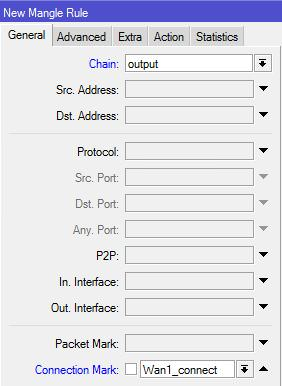 New Mangle Rule
General Advanced Extra Action Statistics
Chain: output
Src. Address:
Dst. Address:
Protocol:
Src. Port:
Dst. Port:
Any. Port:
P2P:
In. Interface:
Out. Interface:
Packet Mark:
Connection Mark: Wan1_connect